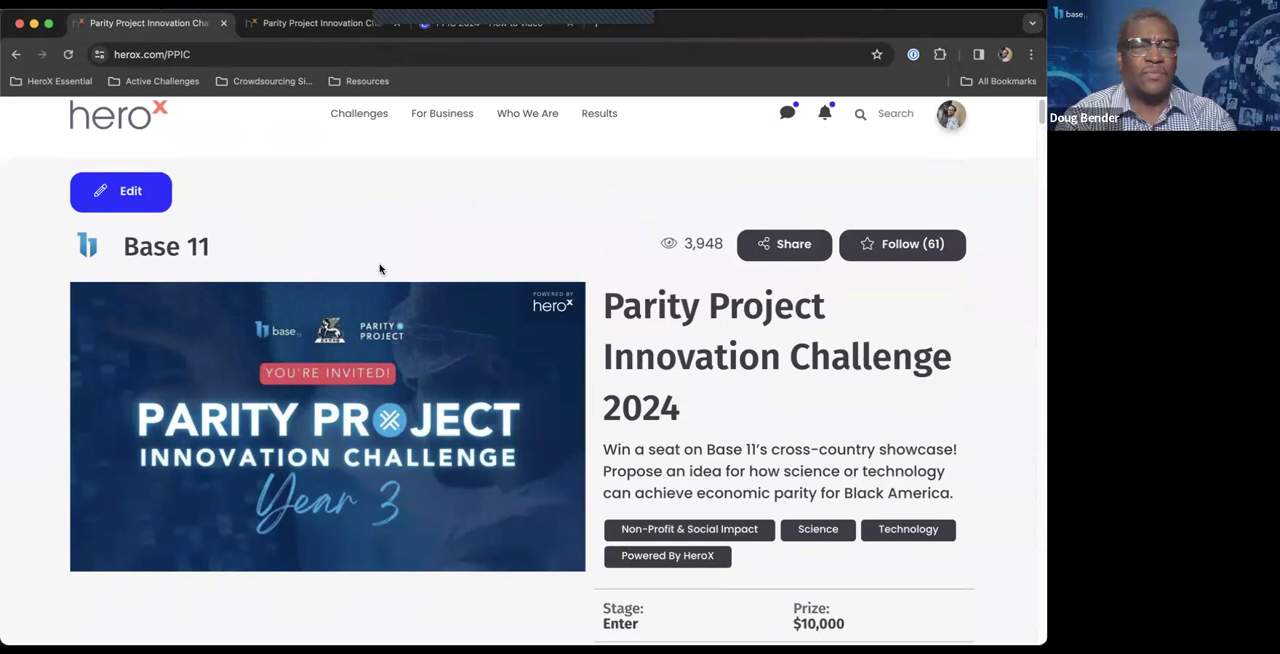 Parity Project Innovation Cha
Parity Project Innovation Ch
herox.com/PPIC
HeroX Essential
Active Challenges
Crowdsourcing Si...
Resources
All Bookmarks
herox
Challenges
For Business
Who We Are
Results
Search
Edit
Base 11
3,948
Share
Follow (61)
POWERED BY
herox
base 11
PARITY
PROJECT
YOU'RE INVITED!
PARITY PROJECT
INNOVATION CHALLENGE
Year 3
Parity Project
Innovation Challenge
2024
Win a seat on Base 11’s cross-country showcase!
Propose an idea for how science or technology
can achieve economic parity for Black America.
Non-Profit & Social Impact
Science
Technology
Powered By HeroX
Stage:
Enter
Prize:
$10,000
base 11
Doug Bender